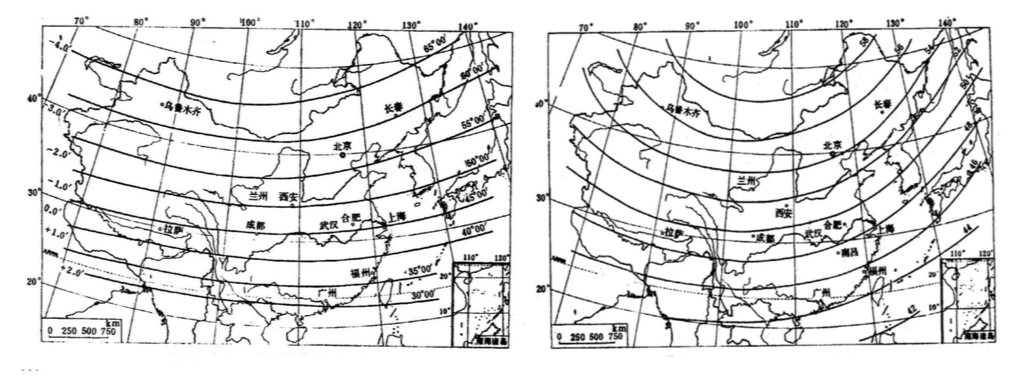 70° 80° 90° 100° 110° 120° 130° 140°
-4.0' 65°00'
60°00'
乌鲁木齐 长春
40° -3.0' 55°00'
北京
-2.0' 50°00'
兰州 西安
30° -1.0' 45°00'
0.0' 拉萨 成都 武汉 合肥 上海 40°00'
+1.0'
福州 35°00'
+2.0' 广州 30°00'
20° 10°
110° 120°
20°
km
0 250 500 750
南海诸岛
70° 80° 90° 100° 110° 120° 130° 140°
58 56 54 52
50
乌鲁木齐 长春
40° 48
北京
兰州 46
30° 西安
拉萨 成都 武汉 合肥 上海 44
南昌
福州
广州
20° 42 10°
110° 120°
20°
km
0 250 500 750
南海诸岛